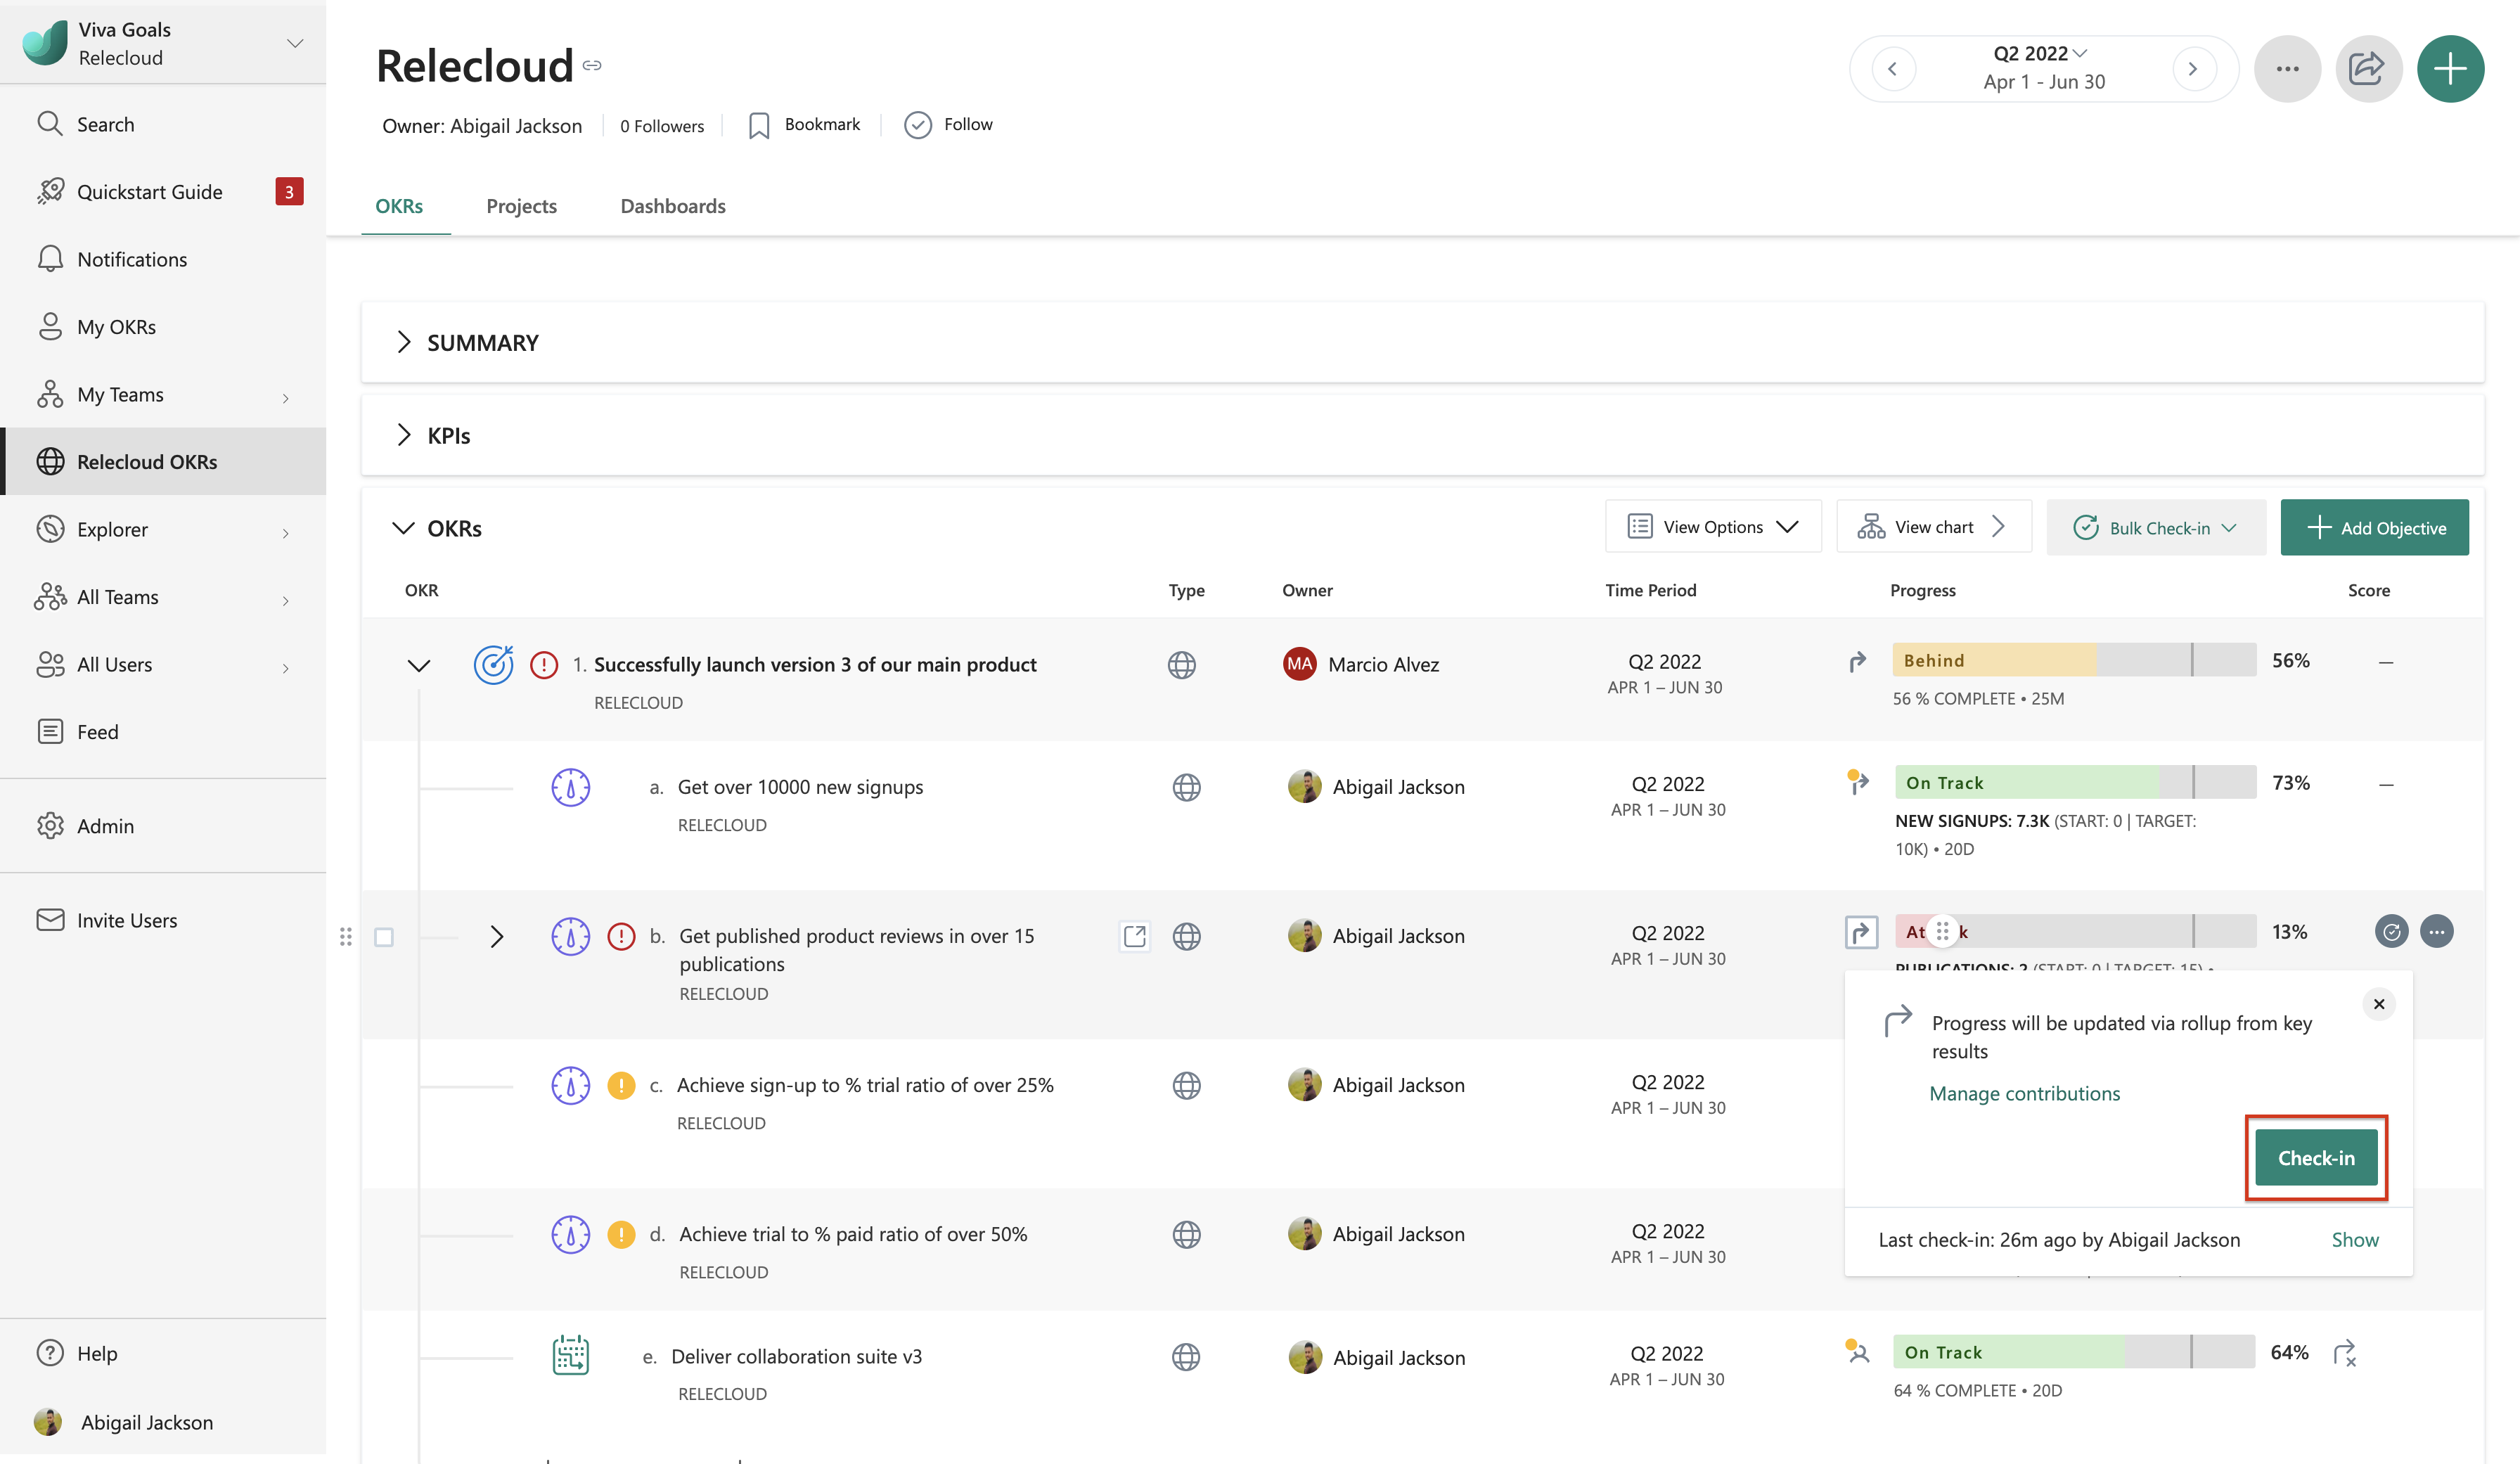 Viva Goals
Relecloud
Search
Quickstart Guide
3
Notifications
My OKRs
My Teams
Relecloud OKRs
Explorer
All Teams
All Users
Feed
Admin
Invite Users
Help
Abigail Jackson
Relecloud
Owner: Abigail Jackson
0 Followers
Bookmark
Follow
Q2 2022
Apr 1 - Jun 30
OKRs
Projects
Dashboards
SUMMARY
KPIs
OKRs
View Options
View chart
Bulk Check-in
Add Objective
OKR
Type
Owner
Time Period
Progress
Score
1. Successfully launch version 3 of our main product
RELECLOUD
MA
Marcio Alvez
Q2 2022
APR 1 – JUN 30
Behind
56%
—
56 % COMPLETE • 25M
a. Get over 10000 new signups
RELECLOUD
Abigail Jackson
Q2 2022
APR 1 – JUN 30
On Track
73%
—
NEW SIGNUPS: 7.3K (START: 0 | TARGET:
10K) • 20D
b. Get published product reviews in over 15
publications
RELECLOUD
Abigail Jackson
Q2 2022
APR 1 – JUN 30
At k
13%
PUBLICATIONS: 2 (START: 0 | TARGET: 15) •
Progress will be updated via rollup from key
results
Manage contributions
Check-in
Last check-in: 26m ago by Abigail Jackson
Show
c. Achieve sign-up to % trial ratio of over 25%
RELECLOUD
Abigail Jackson
Q2 2022
APR 1 – JUN 30
d. Achieve trial to % paid ratio of over 50%
RELECLOUD
Abigail Jackson
Q2 2022
APR 1 – JUN 30
e. Deliver collaboration suite v3
RELECLOUD
Abigail Jackson
Q2 2022
APR 1 – JUN 30
On Track
64%
64 % COMPLETE • 20D